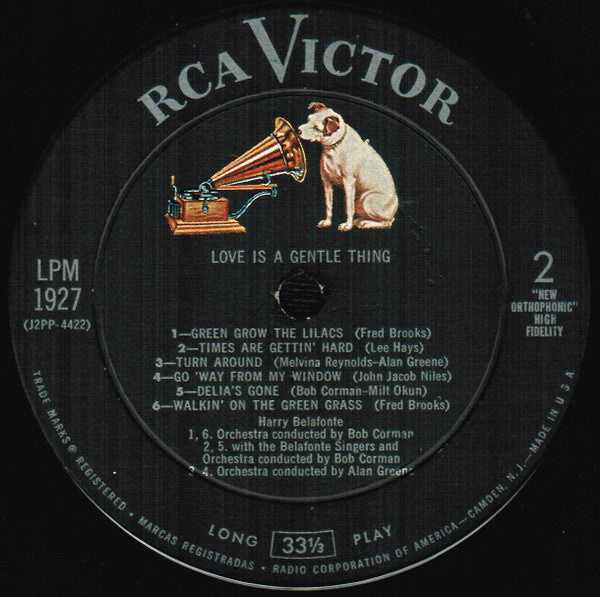 RCA VICTOR
LOVE IS A GENTLE THING
LPM
1927
(J2PP-4422)
2
"NEW
ORTHOPHONIC"
HIGH
FIDELITY
1—GREEN GROW THE LILACS (Fred Brooks)
2—TIMES ARE GETTIN' HARD (Lee Hays)
3—TURN AROUND (Melvina Reynolds—Alan Greene)
4—GO 'WAY FROM MY WINDOW (John Jacob Niles)
5—DELIA'S GONE (Bob Corman—Milt Okun)
6—WALKIN' ON THE GREEN GRASS (Fred Brooks)
Harry Belafonte
1, 6. Orchestra conducted by Bob Corman
2, 5. with the Belafonte Singers and
Orchestra conducted by Bob Corman
3, 4. Orchestra conducted by Alan Greene
LONG 33⅓ PLAY
TRADE MARKS ® REGISTERED • MARCAS REGISTRADAS • RADIO CORPORATION OF AMERICA—CAMDEN, N.J.—MADE IN U.S.A.